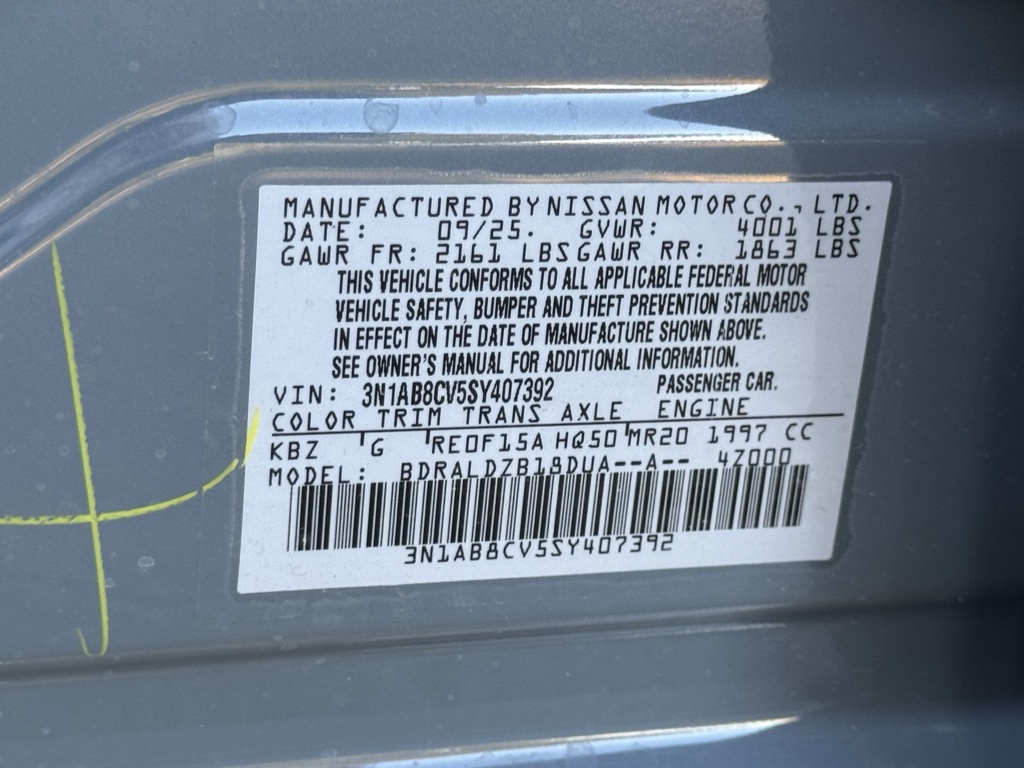 MANUFACTURED BY NISSAN MOTOR CO., LTD.
DATE: 09/25. GVWR: 4001 LBS
GAWR FR: 2161 LBS GAWR RR: 1863 LBS
THIS VEHICLE CONFORMS TO ALL APPLICABLE FEDERAL MOTOR
VEHICLE SAFETY, BUMPER AND THEFT PREVENTION STANDARDS
IN EFFECT ON THE DATE OF MANUFACTURE SHOWN ABOVE.
SEE OWNER'S MANUAL FOR ADDITIONAL INFORMATION.
VIN: 3N1AB8CV5SY407392 PASSENGER CAR.
COLOR TRIM TRANS AXLE ENGINE
KBZ 'G 'RE0F15A HQ50'MR20 1997 CC
MODEL: BDRALDZB18DUA--A-- 4Z000
3N1AB8CV5SY407392